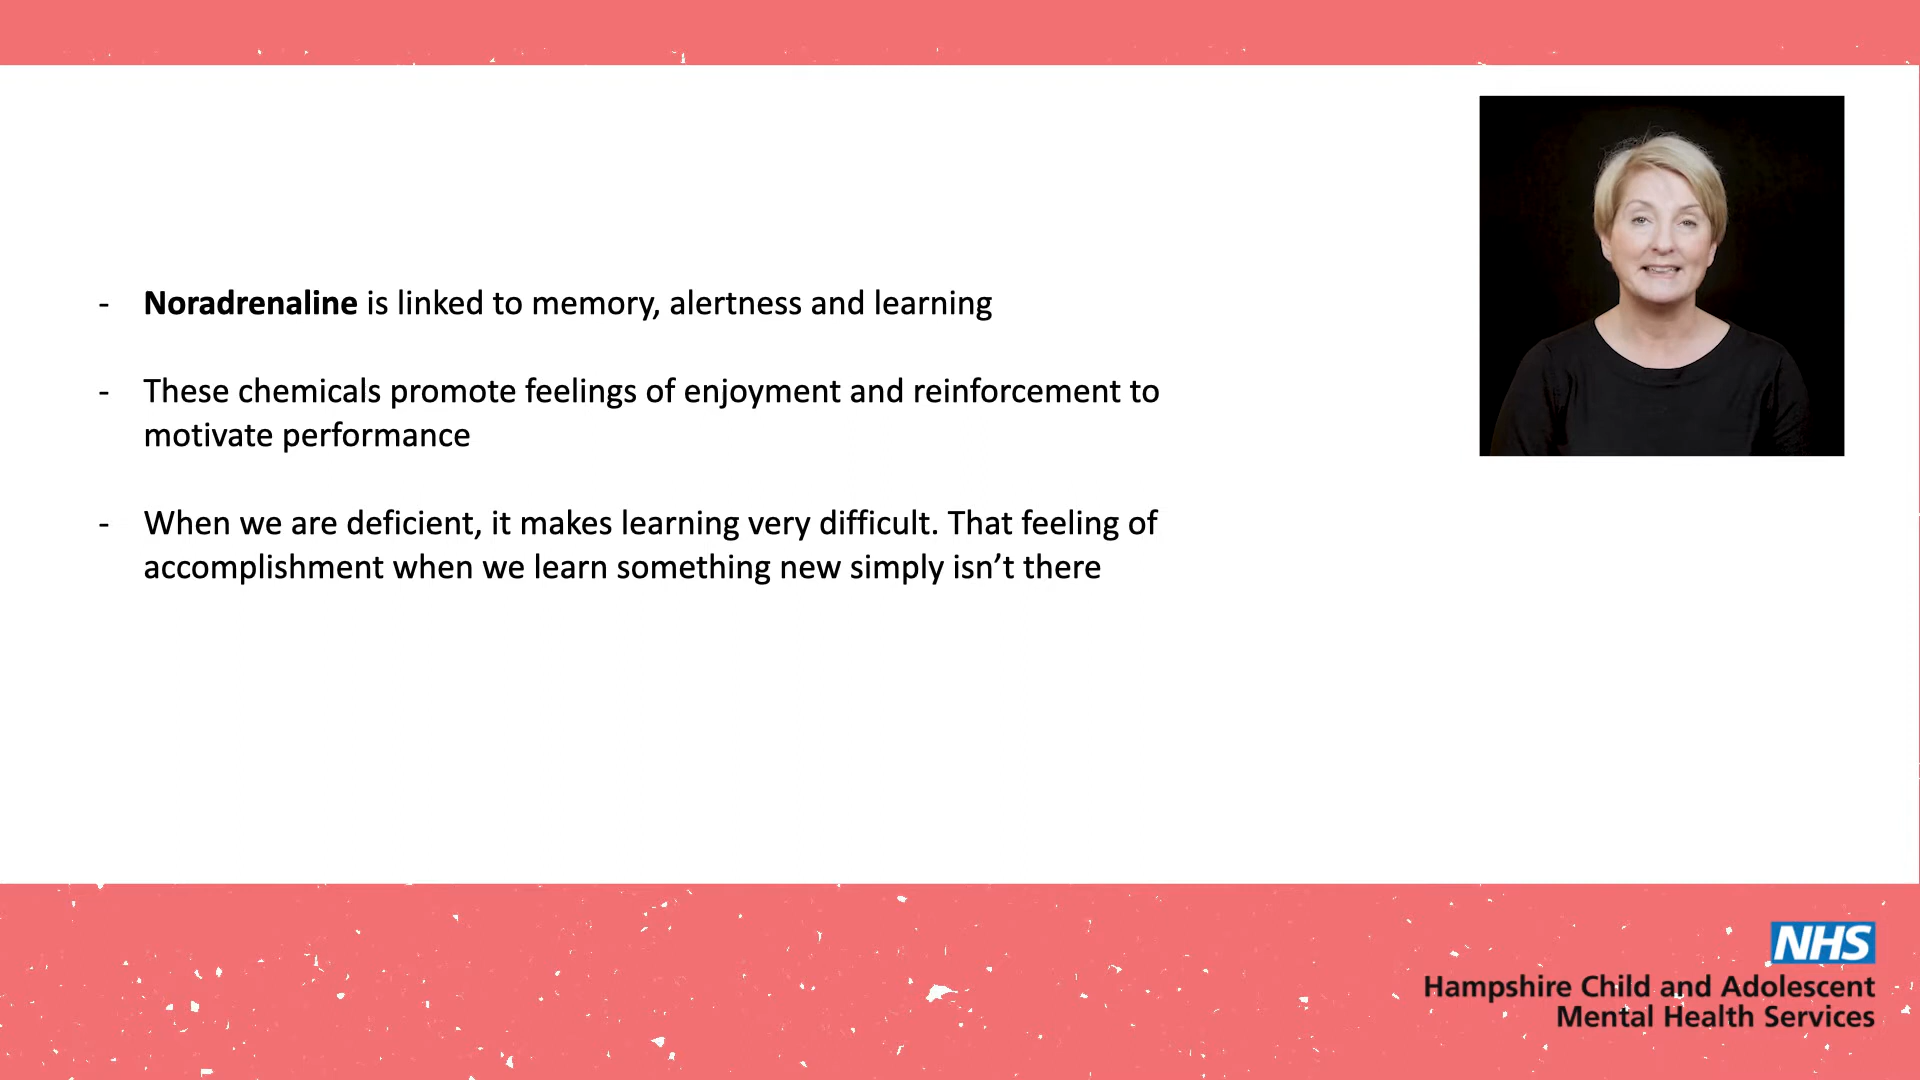 - Noradrenaline is linked to memory, alertness and learning
- These chemicals promote feelings of enjoyment and reinforcement to
motivate performance
- When we are deficient, it makes learning very difficult. That feeling of
accomplishment when we learn something new simply isn’t there
NHS
Hampshire Child and Adolescent
Mental Health Services